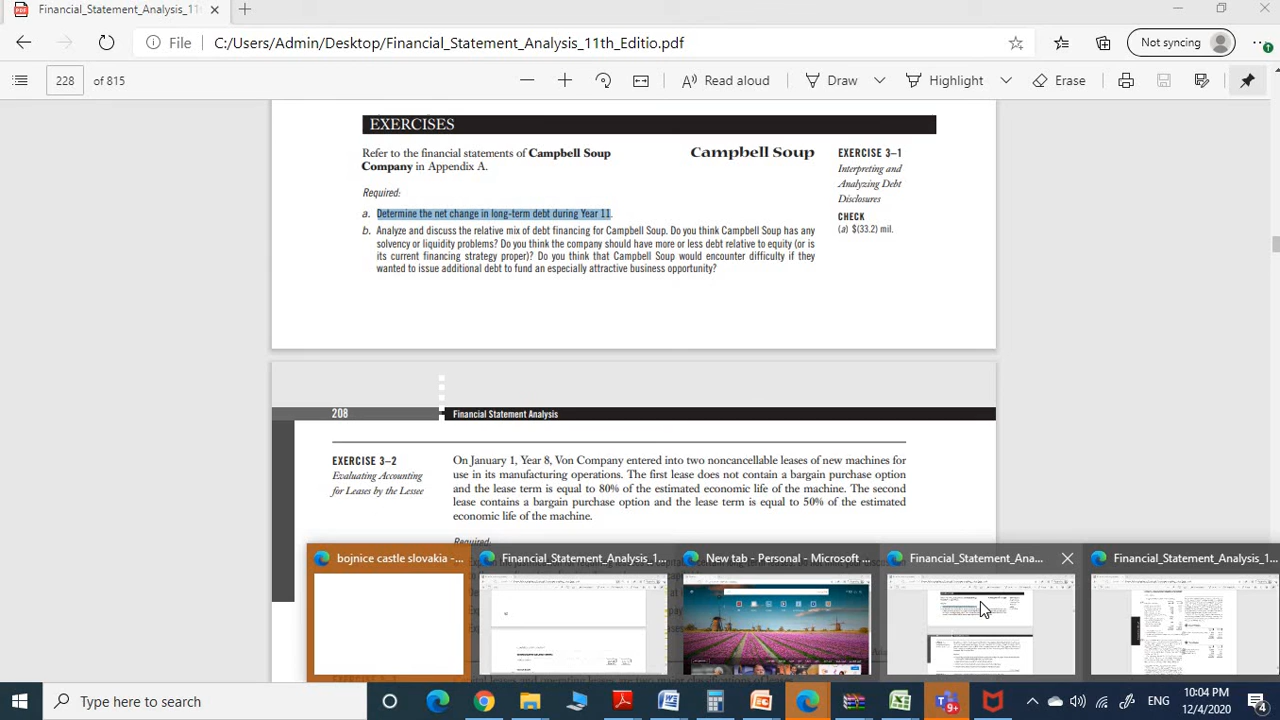 Financial_Statement_Analysis_11
File
C:/Users/Admin/Desktop/Financial_Statement_Analysis_11th_Editio.pdf
Not syncing
228 of 815
Read aloud
Draw
Highlight
Erase
EXERCISES
Refer to the financial statements of Campbell Soup
Company in Appendix A.
Campbell Soup
EXERCISE 3–1
Interpreting and
Analyzing Debt
Disclosures
CHECK
(a) $(33.2) mil.
Required:
a. Determine the net change in long-term debt during Year 11.
b. Analyze and discuss the relative mix of debt financing for Campbell Soup. Do you think Campbell Soup has any
solvency or liquidity problems? Do you think the company should have more or less debt relative to equity (or is
its current financing strategy proper)? Do you think that Campbell Soup would encounter difficulty if they
wanted to issue additional debt to fund an especially attractive business opportunity?
208
Financial Statement Analysis
EXERCISE 3–2
Evaluating Accounting
for Leases by the Lessee
On January 1, Year 8, Von Company entered into two noncancellable leases of new machines for
use in its manufacturing operations. The first lease does not contain a bargain purchase option
and the lease term is equal to 80% of the estimated economic life of the machine. The second
lease contains a bargain purchase option and the lease term is equal to 50% of the estimated
economic life of the machine.
Required:
bojnice castle slovakia -...
Financial_Statement_Analysis_1...
New tab - Personal - Microsoft ...
Financial_Statement_Ana...
Financial_Statement_Analysis_1...
Type here to search
9+
ENG
10:04 PM
12/4/2020
4